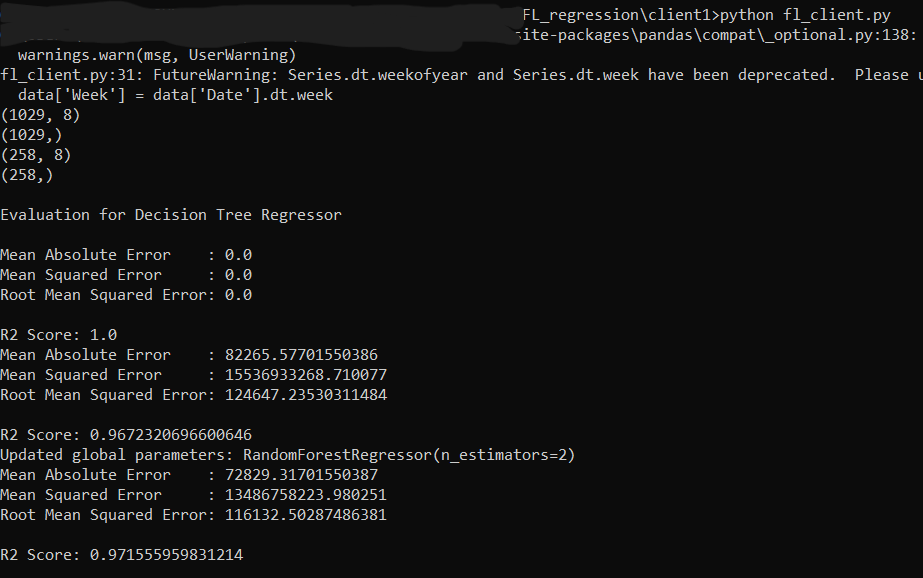 FL_regression\client1>python fl_client.py
site-packages\pandas\compat\_optional.py:138:
warnings.warn(msg, UserWarning)
fl_client.py:31: FutureWarning: Series.dt.weekofyear and Series.dt.week have been deprecated. Please
data['Week'] = data['Date'].dt.week
(1029, 8)
(1029,)
(258, 8)
(258,)
Evaluation for Decision Tree Regressor
Mean Absolute Error : 0.0
Mean Squared Error : 0.0
Root Mean Squared Error: 0.0
R2 Score: 1.0
Mean Absolute Error : 82265.57701550386
Mean Squared Error : 15536933268.710077
Root Mean Squared Error: 124647.23530311484
R2 Score: 0.9672320696600646
Updated global parameters: RandomForestRegressor(n_estimators=2)
Mean Absolute Error : 72829.31701550387
Mean Squared Error : 13486758223.980251
Root Mean Squared Error: 116132.50287486381
R2 Score: 0.971555959831214